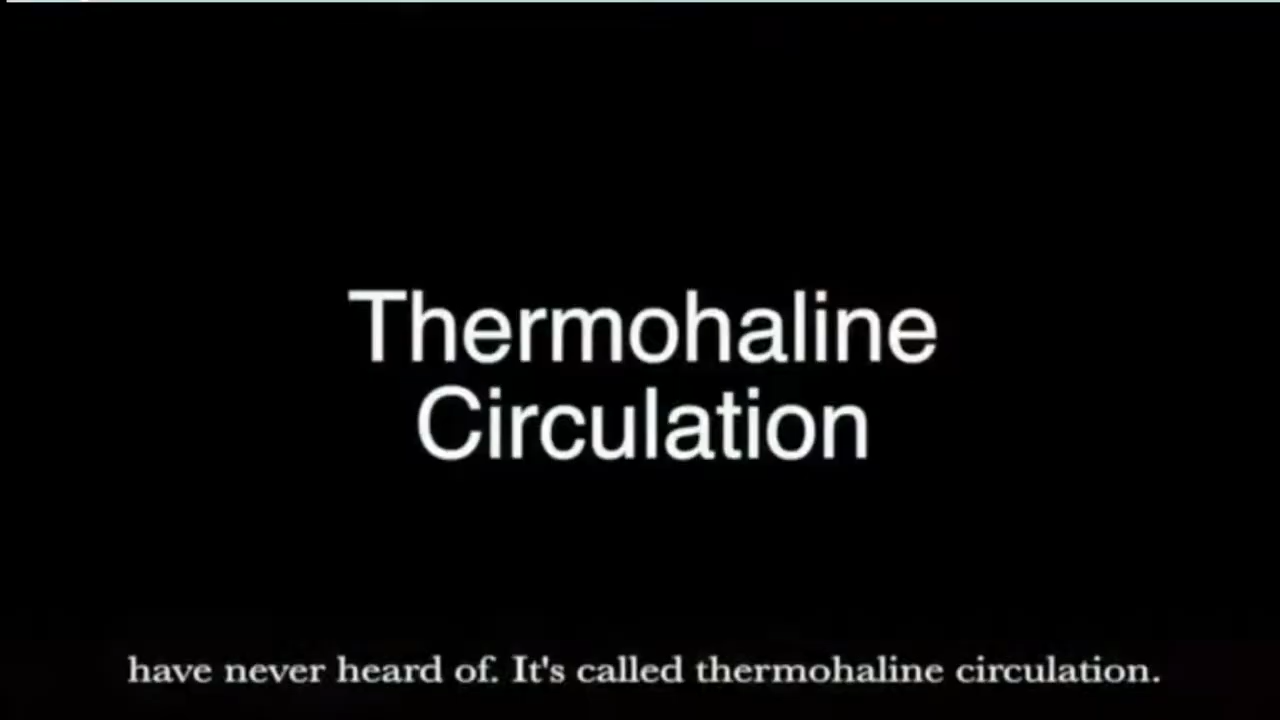 Thermohaline
Circulation
have never heard of. It's called thermohaline circulation.